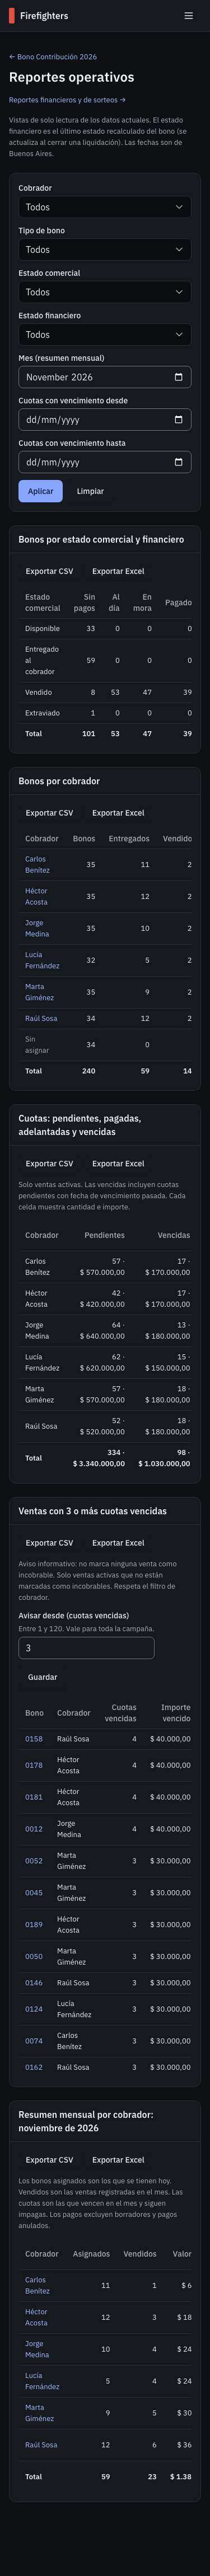 Firefighters
← Bono Contribución 2026
Reportes operativos
Reportes financieros y de sorteos →
Vistas de solo lectura de los datos actuales. El estado
financiero es el último estado recalculado del bono (se
actualiza al cerrar una liquidación). Las fechas son de
Buenos Aires.
Cobrador
Todos
Tipo de bono
Todos
Estado comercial
Todos
Estado financiero
Todos
Mes (resumen mensual)
November 2026
Cuotas con vencimiento desde
dd/mm/yyyy
Cuotas con vencimiento hasta
dd/mm/yyyy
Aplicar Limpiar
Bonos por estado comercial y financiero
Exportar CSV Exportar Excel
Estado comercial Sin pagos Al día En mora Pagado
Disponible 33 0 0 0
Entregado al cobrador 59 0 0 0
Vendido 8 53 47 39
Extraviado 1 0 0 0
Total 101 53 47 39
Bonos por cobrador
Exportar CSV Exportar Excel
Cobrador Bonos Entregados Vendido
Carlos Benítez 35 11 2
Héctor Acosta 35 12 2
Jorge Medina 35 10 2
Lucía Fernández 32 5 2
Marta Giménez 35 9 2
Raúl Sosa 34 12 2
Sin asignar 34 0
Total 240 59 14
Cuotas: pendientes, pagadas,
adelantadas y vencidas
Exportar CSV Exportar Excel
Solo ventas activas. Las vencidas incluyen cuotas
pendientes con fecha de vencimiento pasada. Cada
celda muestra cantidad e importe.
Cobrador Pendientes Vencidas
Carlos Benítez 57 · $ 570.000,00 17 · $ 170.000,00
Héctor Acosta 42 · $ 420.000,00 17 · $ 170.000,00
Jorge Medina 64 · $ 640.000,00 13 · $ 180.000,00
Lucía Fernández 62 · $ 620.000,00 15 · $ 150.000,00
Marta Giménez 57 · $ 570.000,00 18 · $ 180.000,00
Raúl Sosa 52 · $ 520.000,00 18 · $ 180.000,00
Total 334 · $ 3.340.000,00 98 · $ 1.030.000,00
Ventas con 3 o más cuotas vencidas
Exportar CSV Exportar Excel
Aviso informativo: no marca ninguna venta como
incobrable. Solo ventas activas que no están
marcadas como incobrables. Respeta el filtro de
cobrador.
Avisar desde (cuotas vencidas)
Entre 1 y 120. Vale para toda la campaña.
3
Guardar
Bono Cobrador Cuotas vencidas Importe vencido
0158 Raúl Sosa 4 $ 40.000,00
0178 Héctor Acosta 4 $ 40.000,00
0181 Héctor Acosta 4 $ 40.000,00
0012 Jorge Medina 4 $ 40.000,00
0052 Marta Giménez 3 $ 30.000,00
0045 Marta Giménez 3 $ 30.000,00
0189 Héctor Acosta 3 $ 30.000,00
0050 Marta Giménez 3 $ 30.000,00
0146 Raúl Sosa 3 $ 30.000,00
0124 Lucía Fernández 3 $ 30.000,00
0074 Carlos Benítez 3 $ 30.000,00
0162 Raúl Sosa 3 $ 30.000,00
Resumen mensual por cobrador:
noviembre de 2026
Exportar CSV Exportar Excel
Los bonos asignados son los que se tienen hoy.
Vendidos son las ventas registradas en el mes. Las
cuotas son las que vencen en el mes y siguen
impagas. Los pagos excluyen borradores y pagos
anulados.
Cobrador Asignados Vendidos Valor
Carlos Benítez 11 1 $ 6
Héctor Acosta 12 3 $ 18
Jorge Medina 10 4 $ 24
Lucía Fernández 5 4 $ 24
Marta Giménez 9 5 $ 30
Raúl Sosa 12 6 $ 36
Total 59 23 $ 1.38